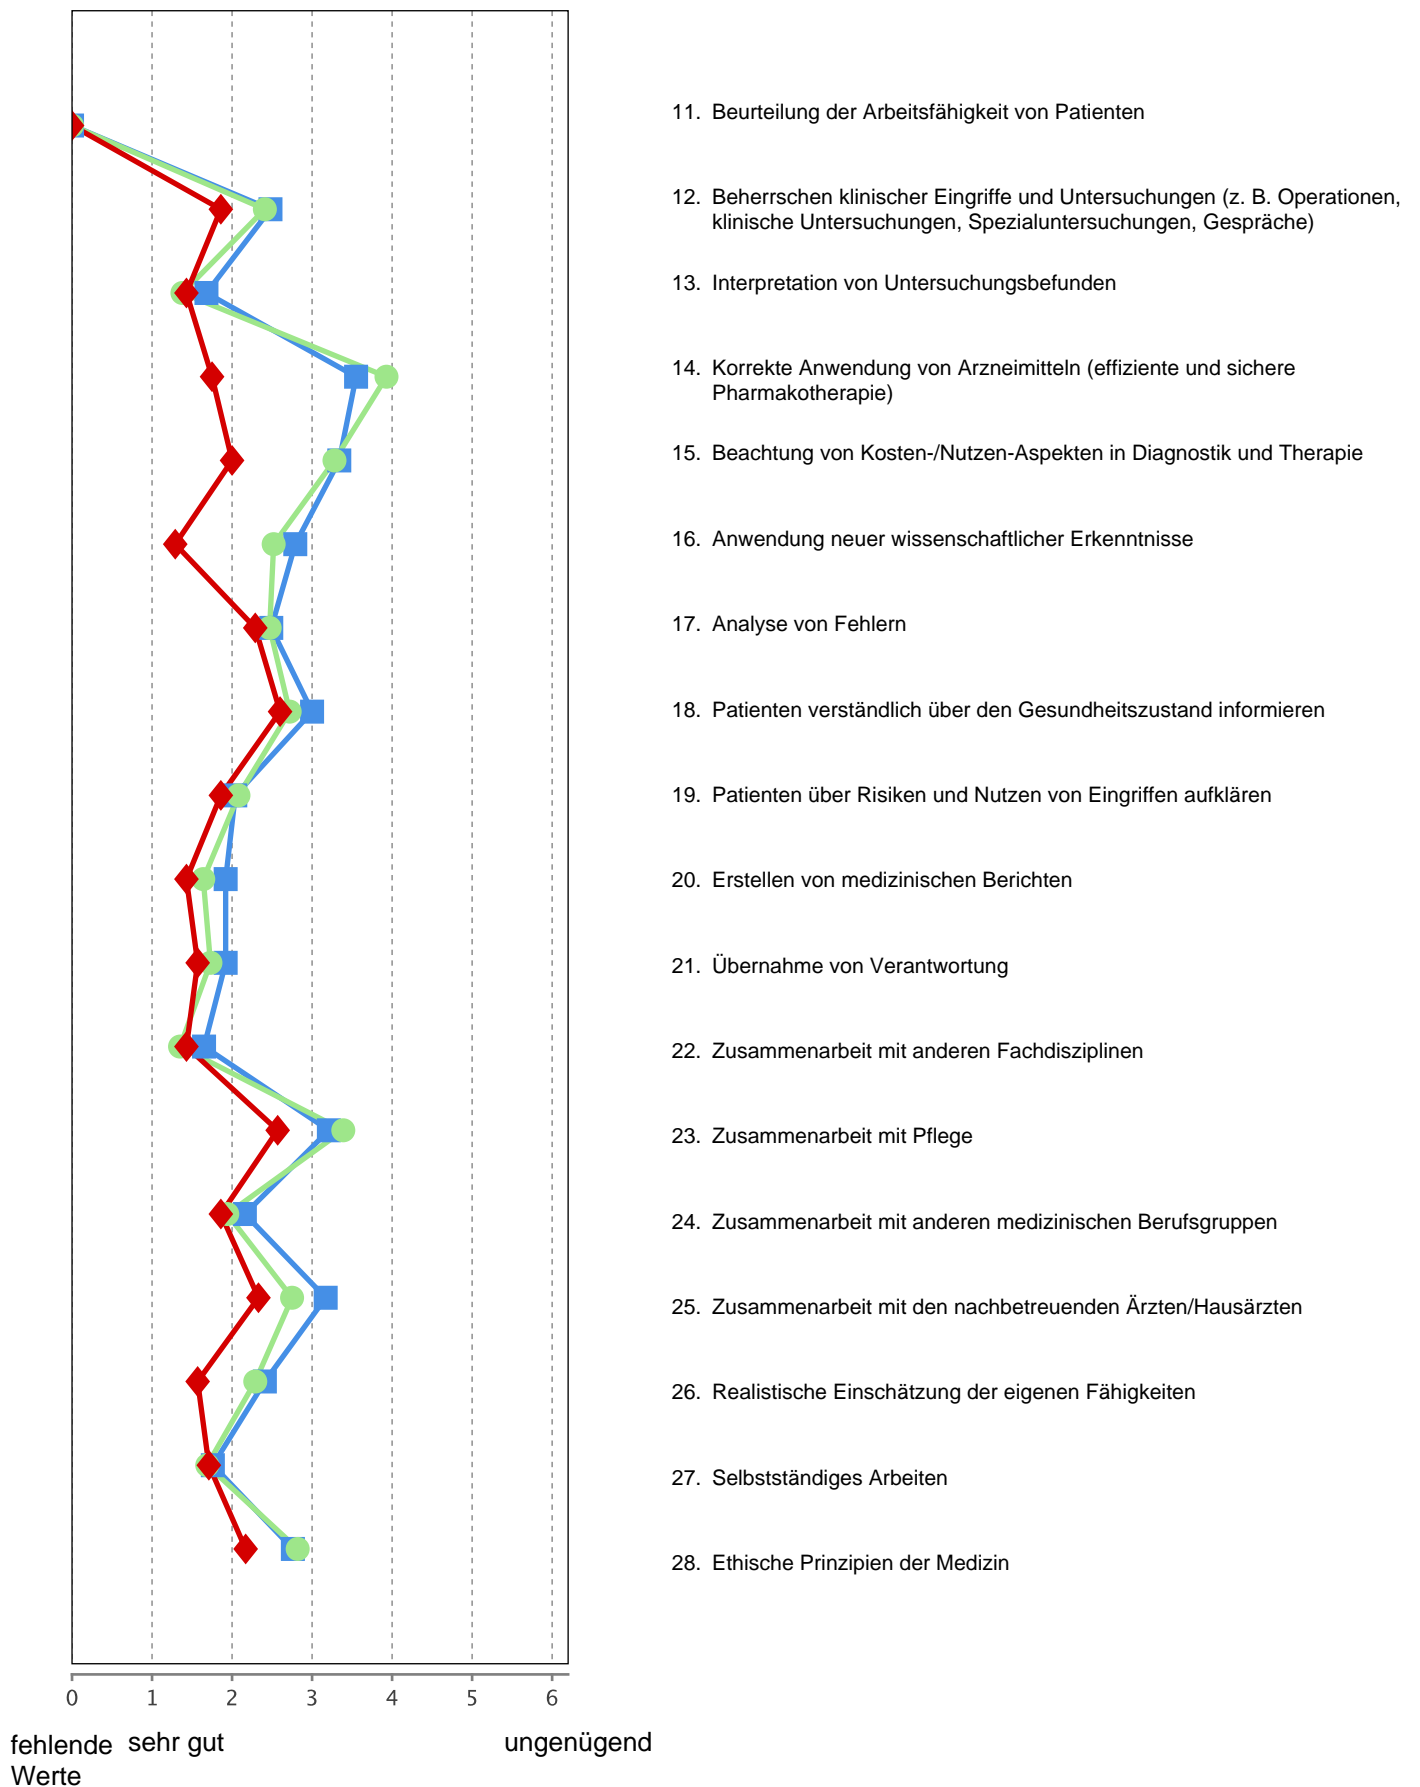 11. Beurteilung der Arbeitsfähigkeit von Patienten
12. Beherrschen klinischer Eingriffe und Untersuchungen (z. B. Operationen,
klinische Untersuchungen, Spezialuntersuchungen, Gespräche)
13. Interpretation von Untersuchungsbefunden
14. Korrekte Anwendung von Arzneimitteln (effiziente und sichere
Pharmakotherapie)
15. Beachtung von Kosten-/Nutzen-Aspekten in Diagnostik und Therapie
16. Anwendung neuer wissenschaftlicher Erkenntnisse
17. Analyse von Fehlern
18. Patienten verständlich über den Gesundheitszustand informieren
19. Patienten über Risiken und Nutzen von Eingriffen aufklären
20. Erstellen von medizinischen Berichten
21. Übernahme von Verantwortung
22. Zusammenarbeit mit anderen Fachdisziplinen
23. Zusammenarbeit mit Pflege
24. Zusammenarbeit mit anderen medizinischen Berufsgruppen
25. Zusammenarbeit mit den nachbetreuenden Ärzten/Hausärzten
26. Realistische Einschätzung der eigenen Fähigkeiten
27. Selbstständiges Arbeiten
28. Ethische Prinzipien der Medizin
0 1 2 3 4 5 6
fehlende sehr gut ungenügend
Werte